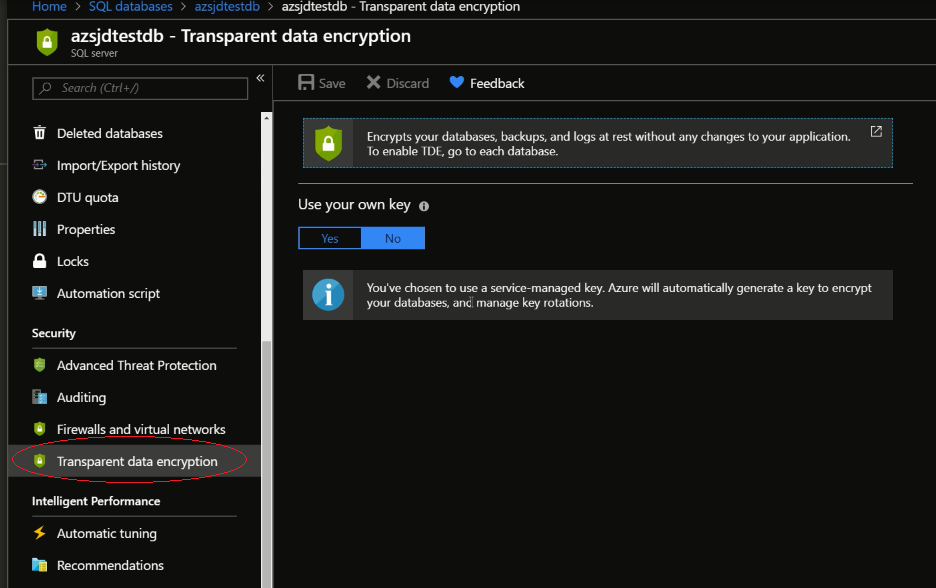 Home > SQL databases > azsjdtestdb > azsjdtestdb - Transparent data encryption
azsjdtestdb - Transparent data encryption
SQL server
Search (Ctrl+/)
«
Deleted databases
Import/Export history
DTU quota
Properties
Locks
Automation script
Security
Advanced Threat Protection
Auditing
Firewalls and virtual networks
Transparent data encryption
Intelligent Performance
Automatic tuning
Recommendations
Save Discard Feedback
Encrypts your databases, backups, and logs at rest without any changes to your application.
To enable TDE, go to each database.
Use your own key
Yes No
You've chosen to use a service-managed key. Azure will automatically generate a key to encrypt
your databases, and manage key rotations.